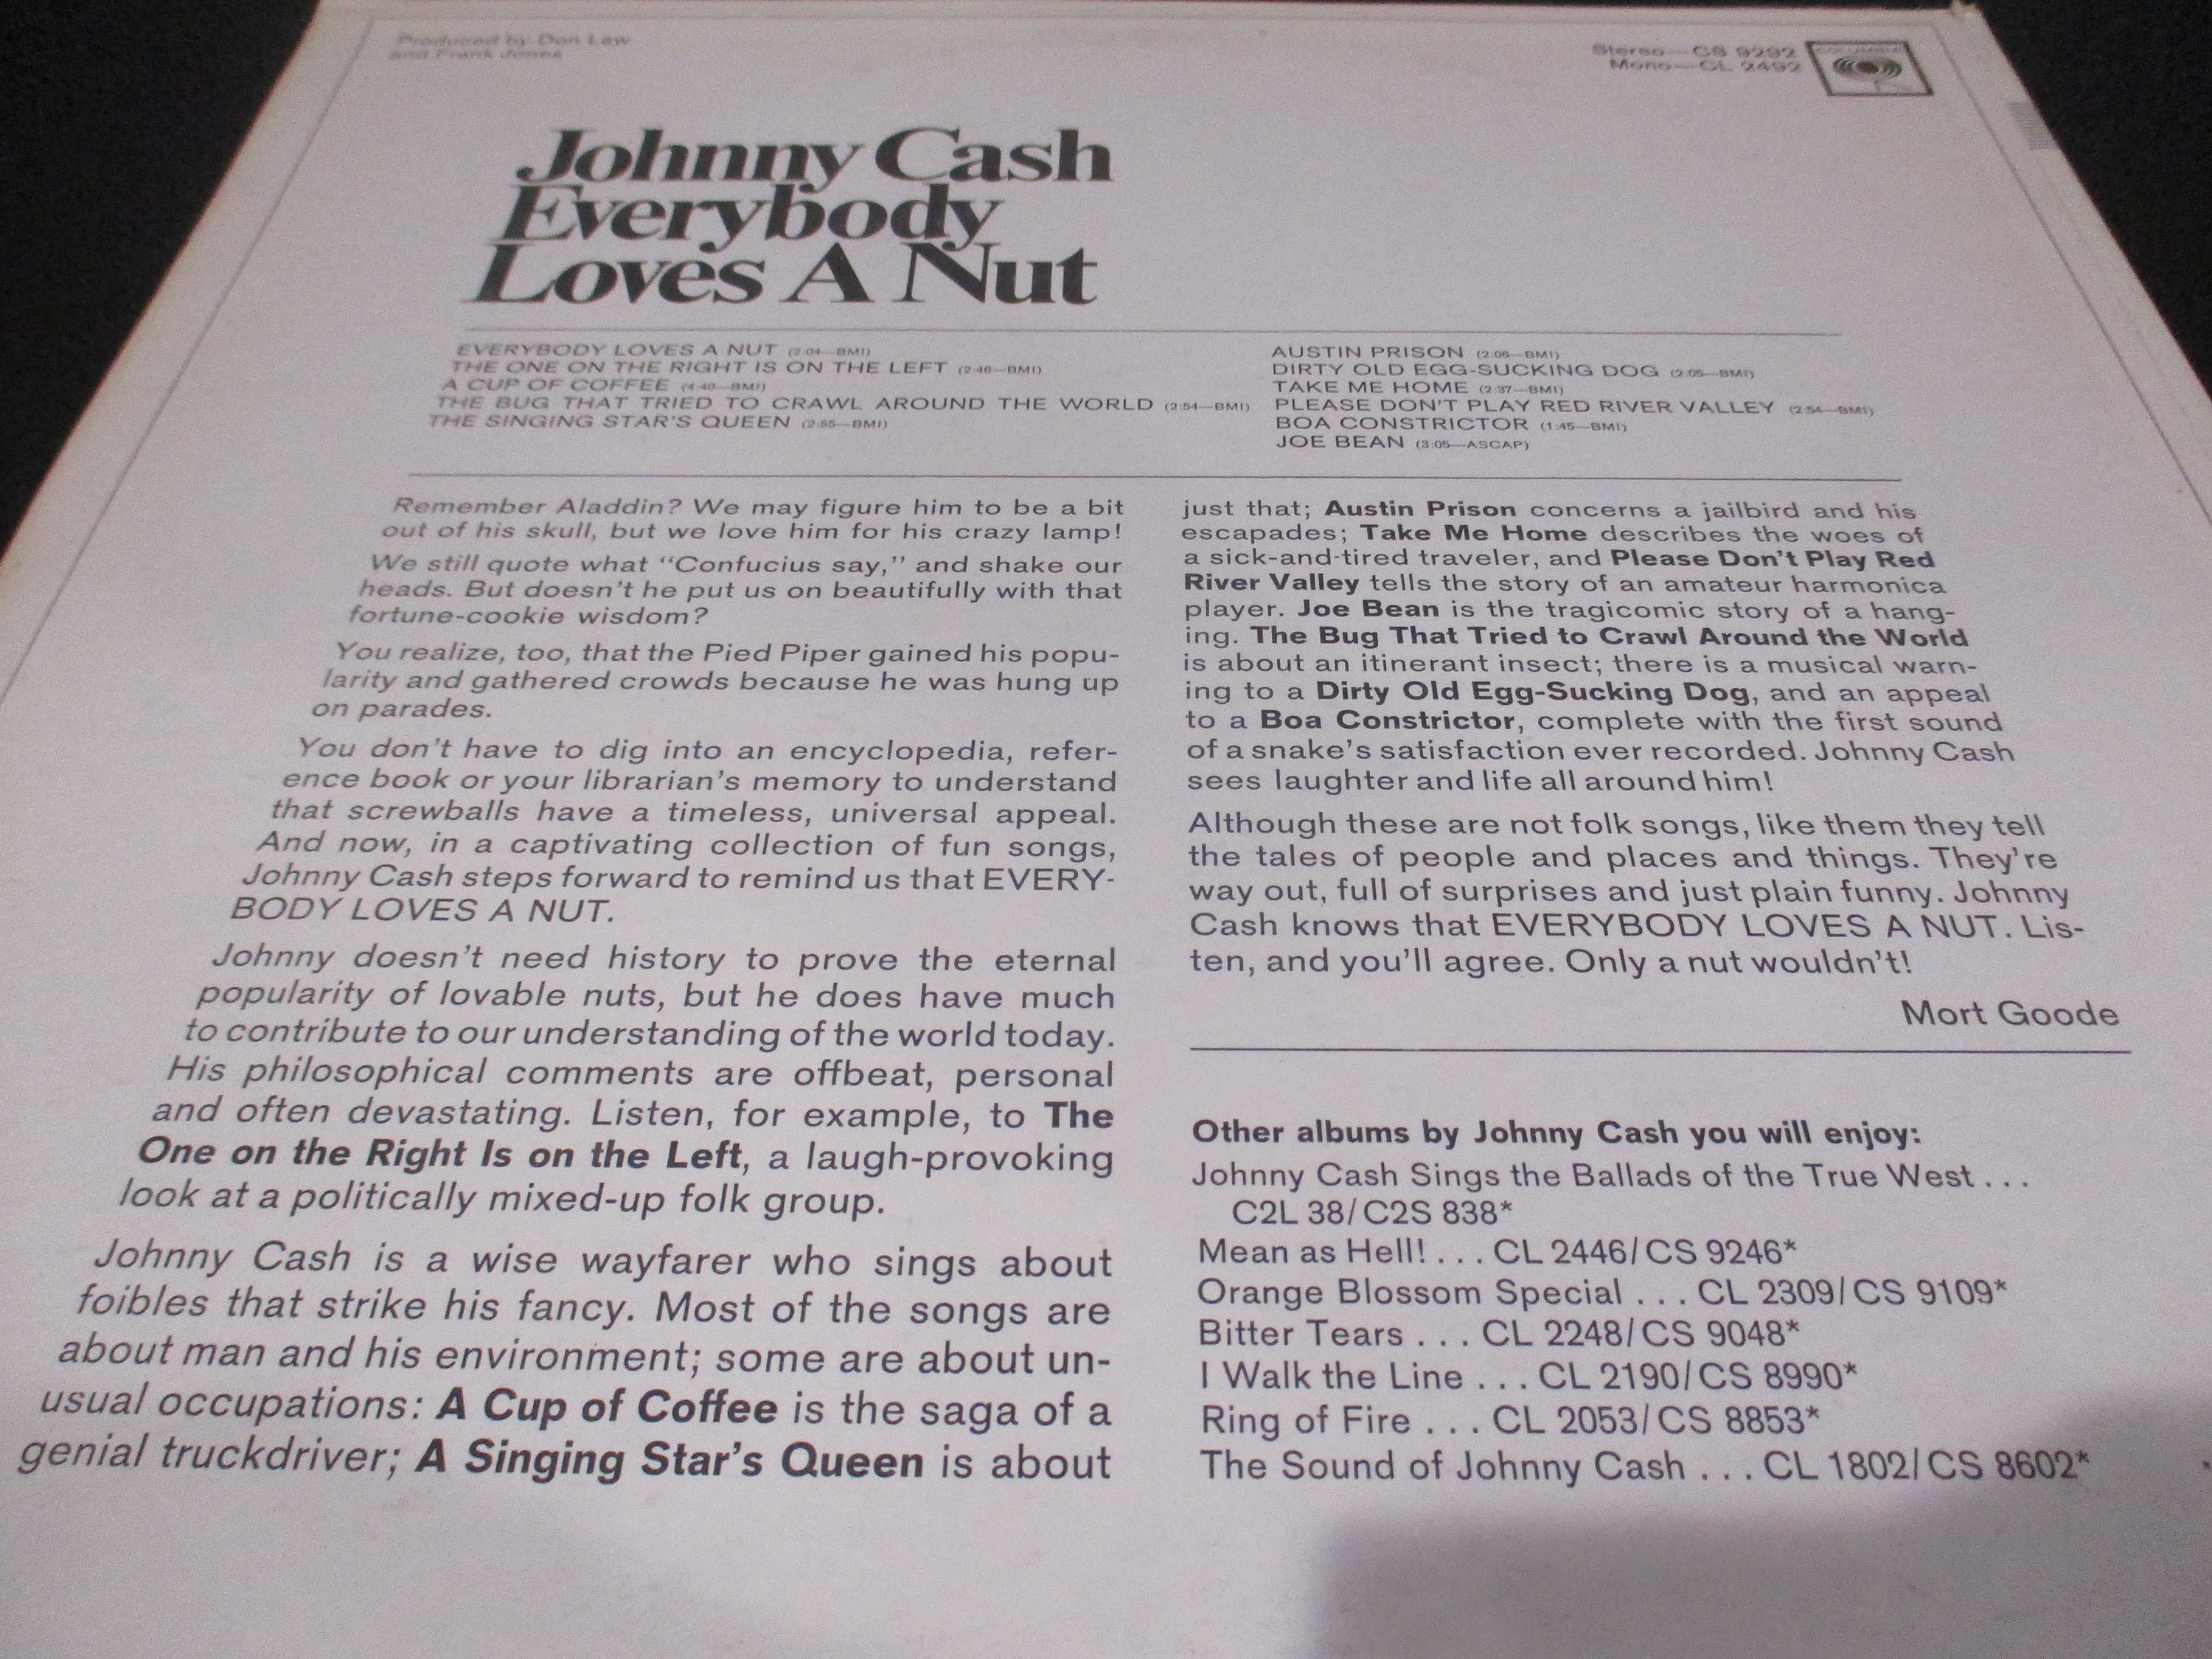 Produced by Don Law
and Frank Jones
Stereo—CS 9292
Mono—CL 2492
COLUMBIA
Johnny Cash
Everybody
Loves A Nut
EVERYBODY LOVES A NUT (2:04—BMI)
THE ONE ON THE RIGHT IS ON THE LEFT (2:46—BMI)
A CUP OF COFFEE (4:40—BMI)
THE BUG THAT TRIED TO CRAWL AROUND THE WORLD (2:54—BMI)
THE SINGING STAR'S QUEEN (2:55—BMI)
AUSTIN PRISON (2:06—BMI)
DIRTY OLD EGG-SUCKING DOG (2:05—BMI)
TAKE ME HOME (2:37—BMI)
PLEASE DON'T PLAY RED RIVER VALLEY (2:54—BMI)
BOA CONSTRICTOR (1:45—BMI)
JOE BEAN (3:05—ASCAP)
Remember Aladdin? We may figure him to be a bit
out of his skull, but we love him for his crazy lamp!
We still quote what "Confucius say," and shake our
heads. But doesn't he put us on beautifully with that
fortune-cookie wisdom?
You realize, too, that the Pied Piper gained his popu-
larity and gathered crowds because he was hung up
on parades.
You don't have to dig into an encyclopedia, refer-
ence book or your librarian's memory to understand
that screwballs have a timeless, universal appeal.
And now, in a captivating collection of fun songs,
Johnny Cash steps forward to remind us that EVERY-
BODY LOVES A NUT.
Johnny doesn't need history to prove the eternal
popularity of lovable nuts, but he does have much
to contribute to our understanding of the world today.
His philosophical comments are offbeat, personal
and often devastating. Listen, for example, to The
One on the Right Is on the Left, a laugh-provoking
look at a politically mixed-up folk group.
Johnny Cash is a wise wayfarer who sings about
foibles that strike his fancy. Most of the songs are
about man and his environment; some are about un-
usual occupations: A Cup of Coffee is the saga of a
genial truckdriver; A Singing Star's Queen is about
just that; Austin Prison concerns a jailbird and his
escapades; Take Me Home describes the woes of
a sick-and-tired traveler, and Please Don't Play Red
River Valley tells the story of an amateur harmonica
player. Joe Bean is the tragicomic story of a hang-
ing. The Bug That Tried to Crawl Around the World
is about an itinerant insect; there is a musical warn-
ing to a Dirty Old Egg-Sucking Dog, and an appeal
to a Boa Constrictor, complete with the first sound
of a snake's satisfaction ever recorded. Johnny Cash
sees laughter and life all around him!
Although these are not folk songs, like them they tell
the tales of people and places and things. They're
way out, full of surprises and just plain funny. Johnny
Cash knows that EVERYBODY LOVES A NUT. Lis-
ten, and you'll agree. Only a nut wouldn't!
Mort Goode
Other albums by Johnny Cash you will enjoy:
Johnny Cash Sings the Ballads of the True West . . .
C2L 38/C2S 838*
Mean as Hell! . . . CL 2446/CS 9246*
Orange Blossom Special . . . CL 2309/CS 9109*
Bitter Tears . . . CL 2248/CS 9048*
I Walk the Line . . . CL 2190/CS 8990*
Ring of Fire . . . CL 2053/CS 8853*
The Sound of Johnny Cash . . . CL 1802/CS 8602*